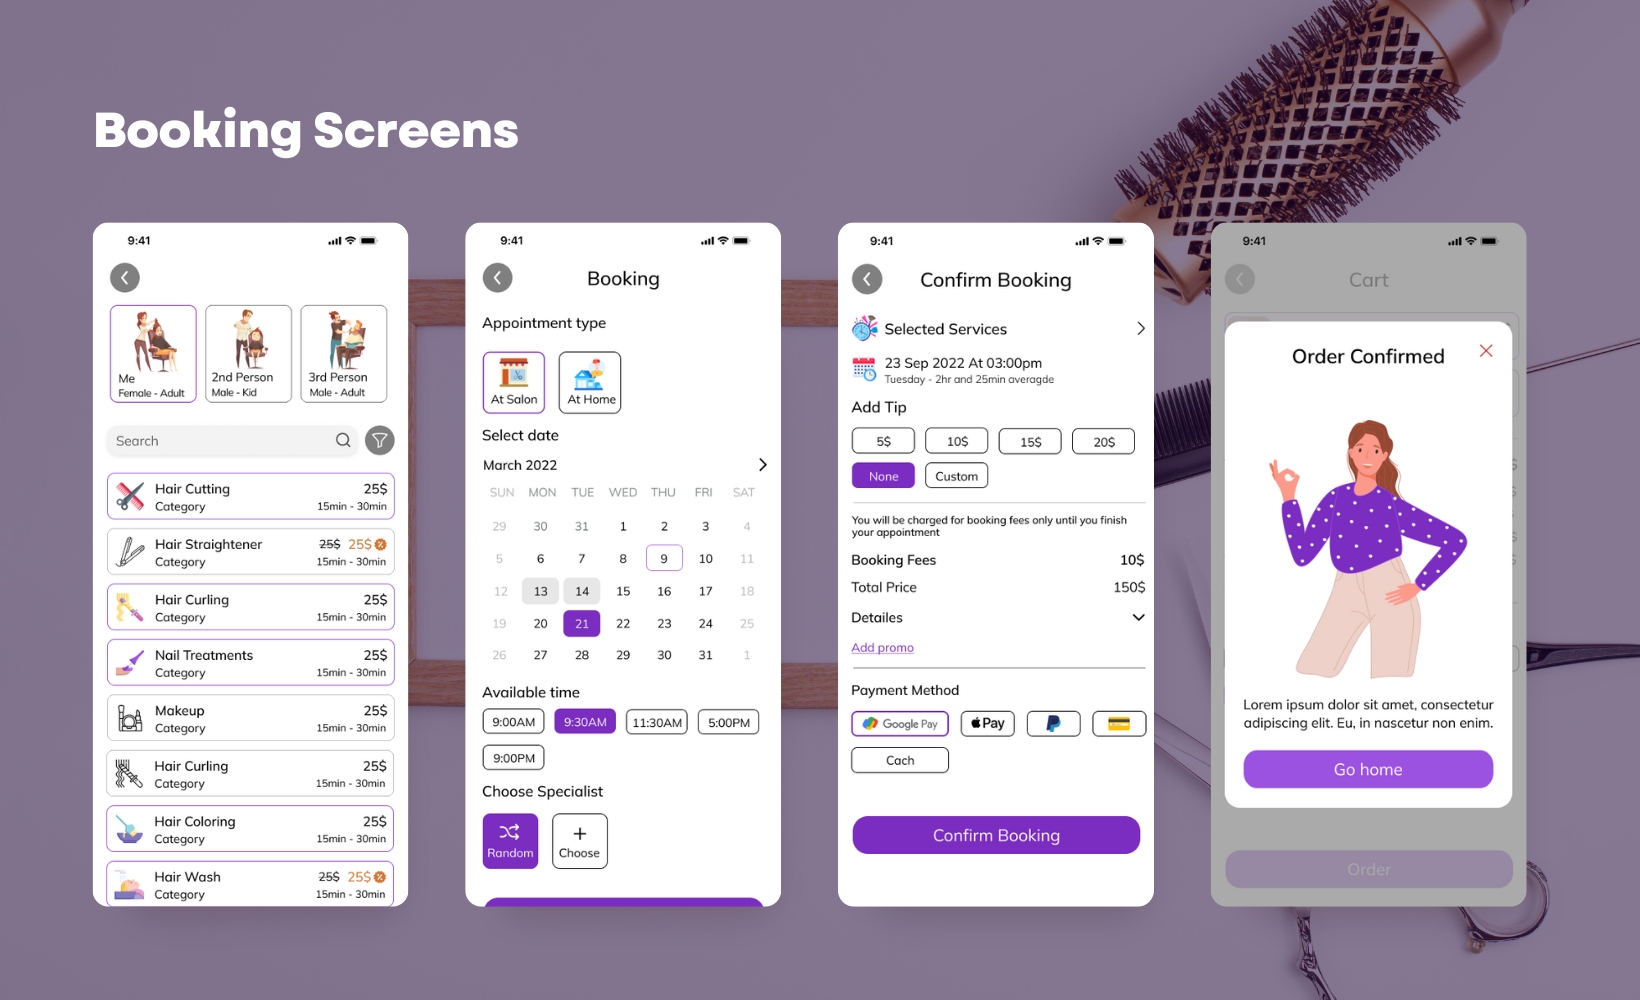 Booking Screens
9:41
Me
Female - Adult
2nd Person
Male - Kid
3rd Person
Male - Adult
Search
Hair Cutting 25$
Category 15min - 30min
Hair Straightener 25$ 25$
Category 15min - 30min
Hair Curling 25$
Category 15min - 30min
Nail Treatments 25$
Category 15min - 30min
Makeup 25$
Category 15min - 30min
Hair Curling 25$
Category 15min - 30min
Hair Coloring 25$
Category 15min - 30min
Hair Wash 25$ 25$
Category 15min - 30min
9:41
Booking
Appointment type
At Salon At Home
Select date
March 2022
SUN MON TUE WED THU FRI SAT
29 30 31 1 2 3 4
5 6 7 8 9 10 11
12 13 14 15 16 17 18
19 20 21 22 23 24 25
26 27 28 29 30 31 1
Available time
9:00AM 9:30AM 11:30AM 5:00PM
9:00PM
Choose Specialist
Random Choose
9:41
Confirm Booking
Selected Services
23 Sep 2022 At 03:00pm
Tuesday - 2hr and 25min averagde
Add Tip
5$ 10$ 15$ 20$
None Custom
You will be charged for booking fees only until you finish
your appointment
Booking Fees 10$
Total Price 150$
Detailes
Add promo
Payment Method
Google Pay Pay
Cach
Confirm Booking
9:41
Cart
Order Confirmed
Lorem ipsum dolor sit amet, consectetur
adipiscing elit. Eu, in nascetur non enim.
Go home
Order